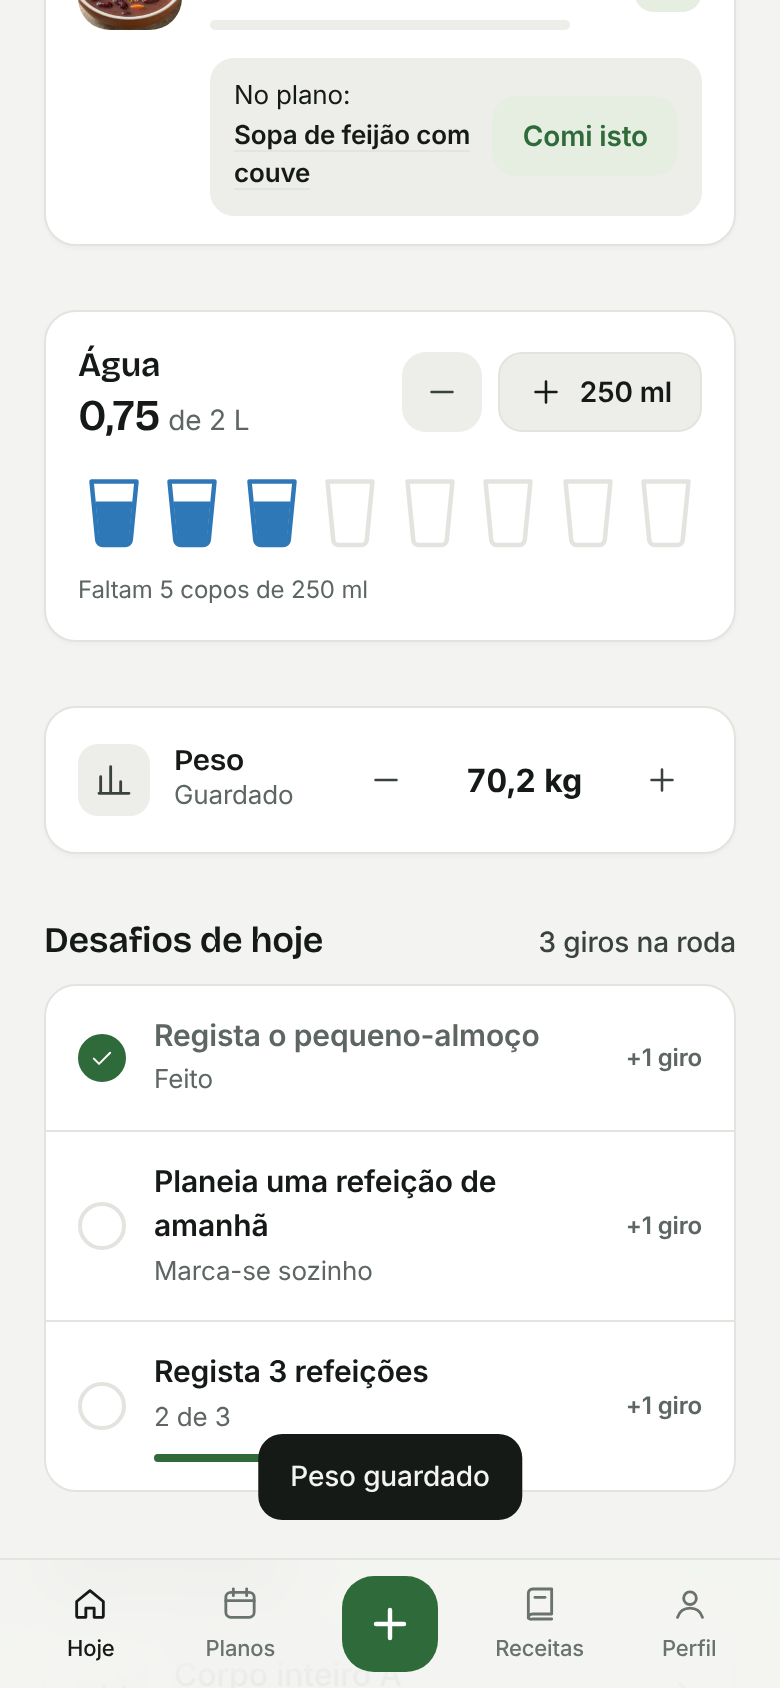 No plano:
Sopa de feijão com
couve
Comi isto
Água
0,75 de 2 L
250 ml
Faltam 5 copos de 250 ml
Peso
Guardado
70,2 kg
Desafios de hoje
3 giros na roda
Regista o pequeno-almoço
Feito
+1 giro
Planeia uma refeição de
amanhã
Marca-se sozinho
+1 giro
Regista 3 refeições
2 de 3
+1 giro
Peso guardado
Hoje
Planos
Receitas
Perfil
Corpo inteiro A